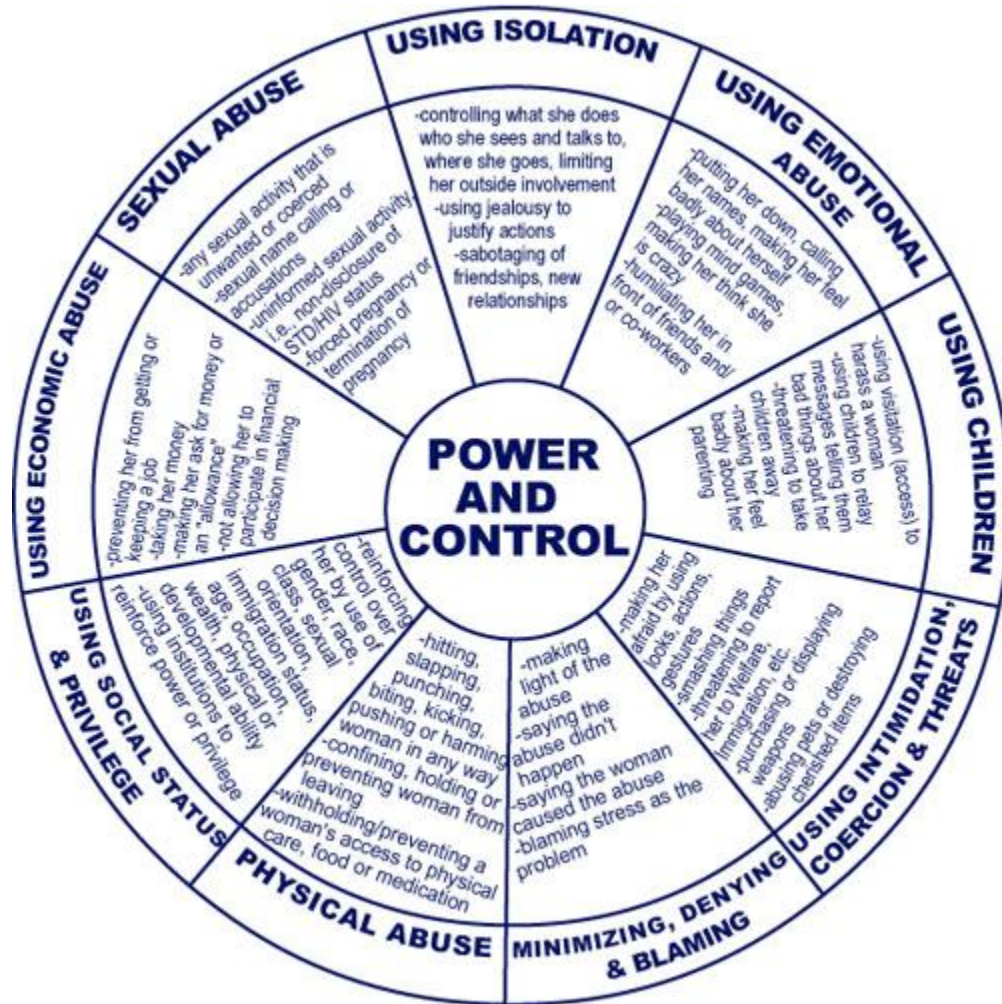 POWER
AND
CONTROL
USING ISOLATION
-controlling what she does
who she sees and talks to,
where she goes, limiting
her outside involvement
-using jealousy to
justify actions
-sabotaging of
friendships, new
relationships
USING EMOTIONAL
ABUSE
-putting her down, calling
her names, making her feel
badly about herself
-playing mind games,
making her think she
is crazy
-humiliating her in
front of friends and/
or co-workers
USING CHILDREN
-using visitation (access) to
harass a woman
-using children to relay
messages telling them
bad things about her
-threatening to take
children away
-making her feel
badly about her
parenting
USING INTIMIDATION,
COERCION & THREATS
-making her
afraid by using
looks, actions,
gestures
-smashing things
-threatening to report
her to Welfare,
Immigration, etc.
-purchasing or displaying
weapons
-abusing pets or destroying
cherished items
MINIMIZING, DENYING
& BLAMING
-making
light of the
abuse
-saying the
abuse didn't
happen
-saying the woman
caused the abuse
-blaming stress as the
problem
PHYSICAL ABUSE
-hitting,
slapping,
punching,
biting, kicking,
pushing or harming
woman in any way
-confining, holding or
preventing woman from
leaving
-withholding/preventing a
woman's access to physical
care, food or medication
USING SOCIAL STATUS
& PRIVILEGE
-reinforcing
control over
her by use of
gender, race,
class, sexual
orientation,
immigration status,
age, occupation,
wealth, physical or
developmental ability
-using institutions to
reinforce power or privilege
USING ECONOMIC ABUSE
-preventing her from getting or
keeping a job
-taking her money
-making her ask for money or
an "allowance"
-not allowing her to
participate in financial
decision making
SEXUAL ABUSE
-any sexual activity that is
unwanted or coerced
-sexual name calling or
accusations
-uninformed sexual activity,
i.e., non-disclosure of
STD/HIV status
-forced pregnancy or
termination of
pregnancy